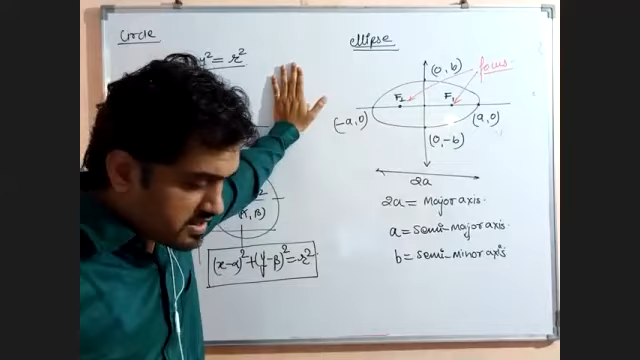 Circle
y² = r²
(α, β)
(x-α)² + (y-β)² = r²
ellipse
(0, b)
focus
F₂ F₁
(-a, 0) (a, 0)
(0, -b)
2a
2a = Major axis.
a = semi-major axis.
b = semi-minor axis